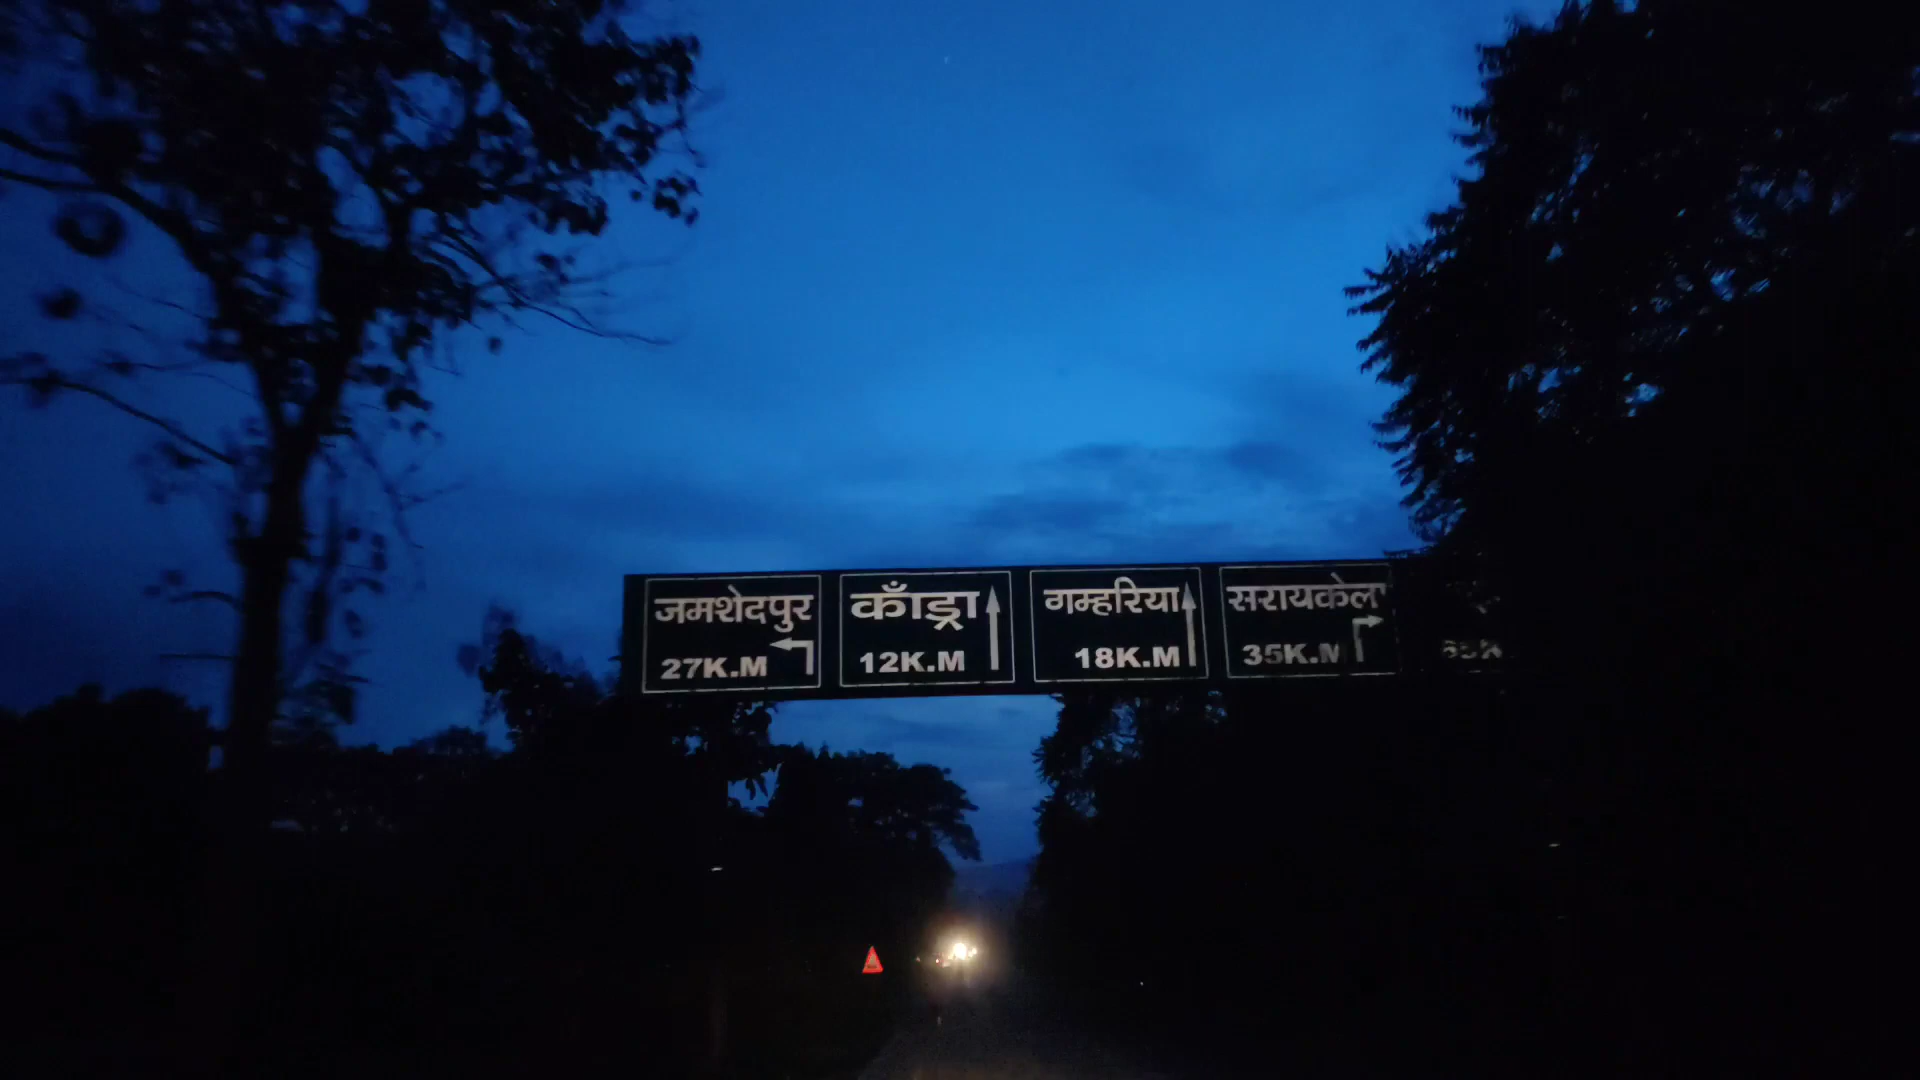 जमशेदपुर
27K.M
काँड्रा
12K.M
गम्हरिया
18K.M
सरायकेला
35K.M